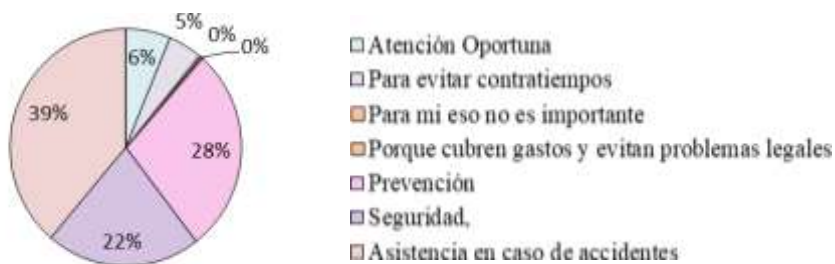 5%
0%
0%
6%
39%
28%
22%
Atención Oportuna
Para evitar contratiempos
Para mi eso no es importante
Porque cubren gastos y evitan problemas legales
Prevención
Seguridad,
Asistencia en caso de accidentes